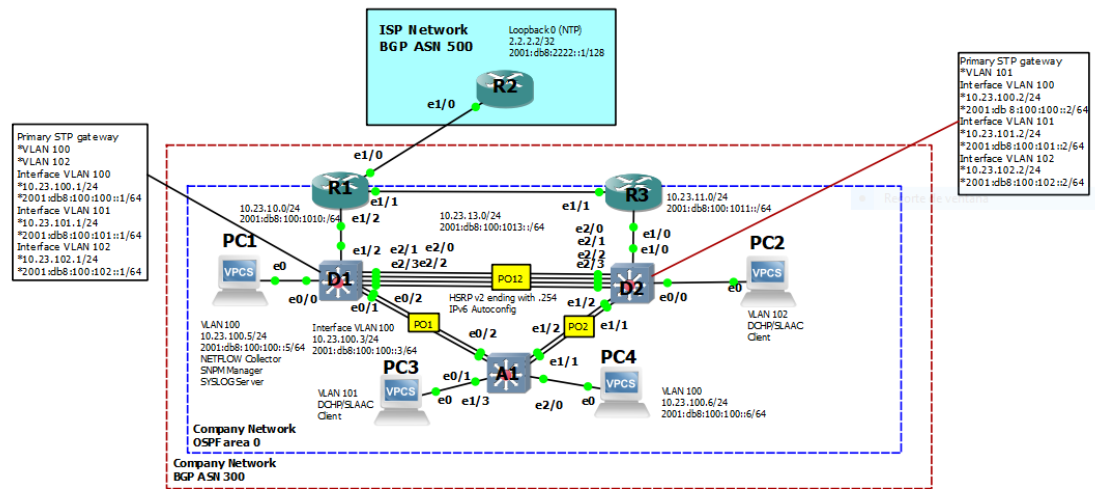 ISP Network
BGP ASN 500
Loopback 0 (NTP)
2.2.2.2/32
2001:db8:2222::1/128
R2
e1/0
Primary STP gateway
*VLAN 101
Interface VLAN 100
*10.23.100.2/24
*2001:db 8:100:100::2/64
Interface VLAN 101
*10.23.101.2/24
*2001:db8:100:101::2/64
Interface VLAN 102
*10.23.102.2/24
*2001:db8:100:102::2/64
Primary STP gateway
*VLAN 100
*VLAN 102
Interface VLAN 100
*10.23.100.1/24
*2001:db8:100:100::1/64
Interface VLAN 101
*10.23.101.1/24
*2001:db8:100:101::1/64
Interface VLAN 102
*10.23.102.1/24
*2001:db8:100:102::1/64
e1/0
R1
e1/1
e1/2
R3
e1/1
e1/0
10.23.10.0/24
2001:db8:100:1010:/64
10.23.13.0/24
2001:db8:100:1013::/64
10.23.11.0/24
2001:db8:100:1011::/64
Reporte de ventana
PC1
VPCS
e0
e0/0
e1/2
D1
e2/1
e2/0
e2/3
e2/2
e0/1
e0/2
PO12
HSRP v2 ending with .254
IPv6 Autoconfig
e2/0
e2/1
e2/2
e2/3
e1/0
D2
e0/0
e1/2
e1/1
PC2
VPCS
e0
VLAN 102
DCHP/SLAAC
Client
PO1
PO2
VLAN 100
10.23.100.5/24
2001:db8:100:100::5/64
NETFLOW Collector
SNPM Manager
SYSLOG Server
Interface VLAN 100
10.23.100.3/24
2001:db8:100:100::3/64
e0/2
e1/2
e0/1
A1
e1/1
e1/3
e2/0
PC3
VPCS
e0
VLAN 101
DCHP/SLAAC
Client
PC4
VPCS
e0
VLAN 100
10.23.100.6/24
2001:db8:100:100::6/64
Company Network
OSPF area 0
Company Network
BGP ASN 300